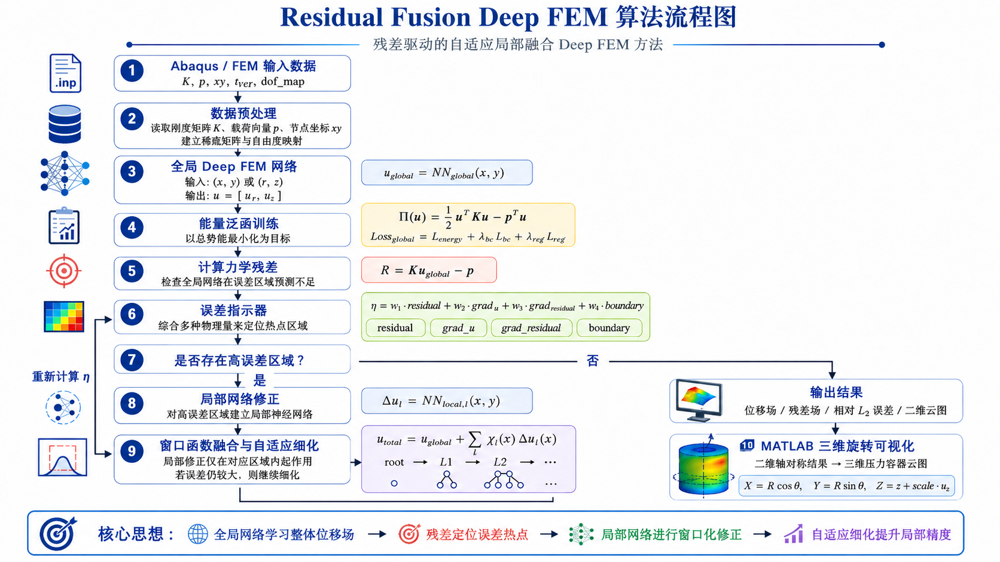 Residual Fusion Deep FEM 算法流程图
残差驱动的自适应局部融合 Deep FEM 方法
.inp
1
Abaqus / FEM 输入数据
K, p, xy, t_ver, dof_map
2
数据预处理
读取刚度矩阵 K、载荷向量 p、节点坐标 xy
建立稀疏矩阵与自由度映射
3
全局 Deep FEM 网络
输入: (x, y) 或 (r, z)
输出: u = [ u_r, u_z ]
u_global = NN_global(x, y)
4
能量泛函训练
以总势能最小化为目标
Π(u) = 1/2 u^T Ku − p^T u
Loss_global = L_energy + λ_bc L_bc + λ_reg L_reg
5
计算力学残差
检查全局网络在误差区域预测不足
R = Ku_global − p
6
误差指示器
综合多种物理量来定位热点区域
η = w_1 · residual + w_2 · grad_u + w_3 · grad_residual + w_4 · boundary
residual grad_u grad_residual boundary
7
是否存在高误差区域？
否
是
重新计算 η
8
局部网络修正
对高误差区域建立局部神经网络
Δu_l = NN_local,l(x, y)
9
窗口函数融合与自适应细化
局部修正仅在对应区域内起作用
若误差仍较大，则继续细化
u_total = u_global + ∑_l χ_l(x) Δu_l(x)
root → L1 → L2 → ···
...
输出结果
位移场 / 残差场 / 相对 L_2 误差 / 二维云图
10 MATLAB 三维旋转可视化
二维轴对称结果 → 三维压力容器云图
X = R cos θ, Y = R sin θ, Z = z + scale · u_z
核心思想： 全局网络学习整体位移场 → 残差定位误差热点 → 局部网络进行窗口化修正 → 自适应细化提升局部精度